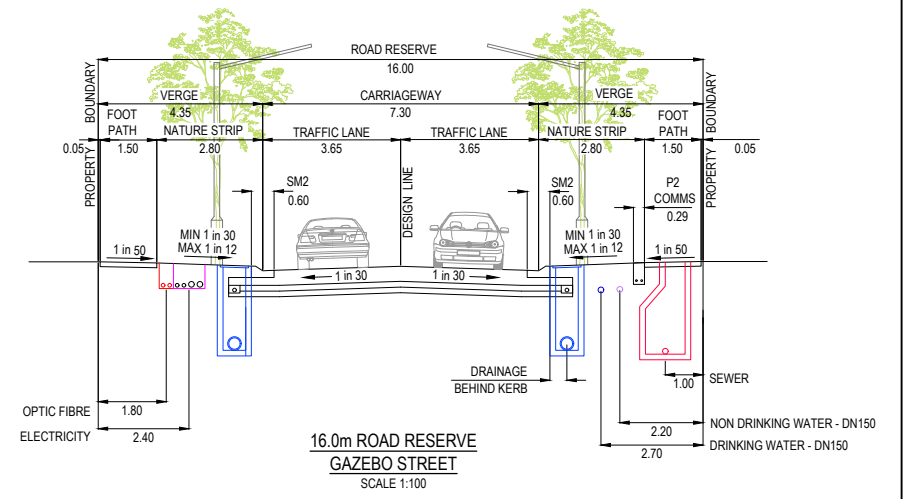 ROAD RESERVE
16.00
VERGE
4.35
CARRIAGEWAY
7.30
VERGE
4.35
PROPERTY BOUNDARY
FOOT
PATH
1.50
0.05
NATURE STRIP
2.80
TRAFFIC LANE
3.65
TRAFFIC LANE
3.65
NATURE STRIP
2.80
FOOT
PATH
1.50
0.05
PROPERTY BOUNDARY
SM2
0.60
DESIGN LINE
SM2
0.60
P2
COMMS
0.29
1 in 50
MIN 1 in 30
MAX 1 in 12
1 in 30
1 in 30
MIN 1 in 30
MAX 1 in 12
1 in 50
DRAINAGE
BEHIND KERB
1.00
SEWER
OPTIC FIBRE
1.80
ELECTRICITY
2.40
NON DRINKING WATER - DN150
2.20
DRINKING WATER - DN150
2.70
16.0m ROAD RESERVE
GAZEBO STREET
SCALE 1:100